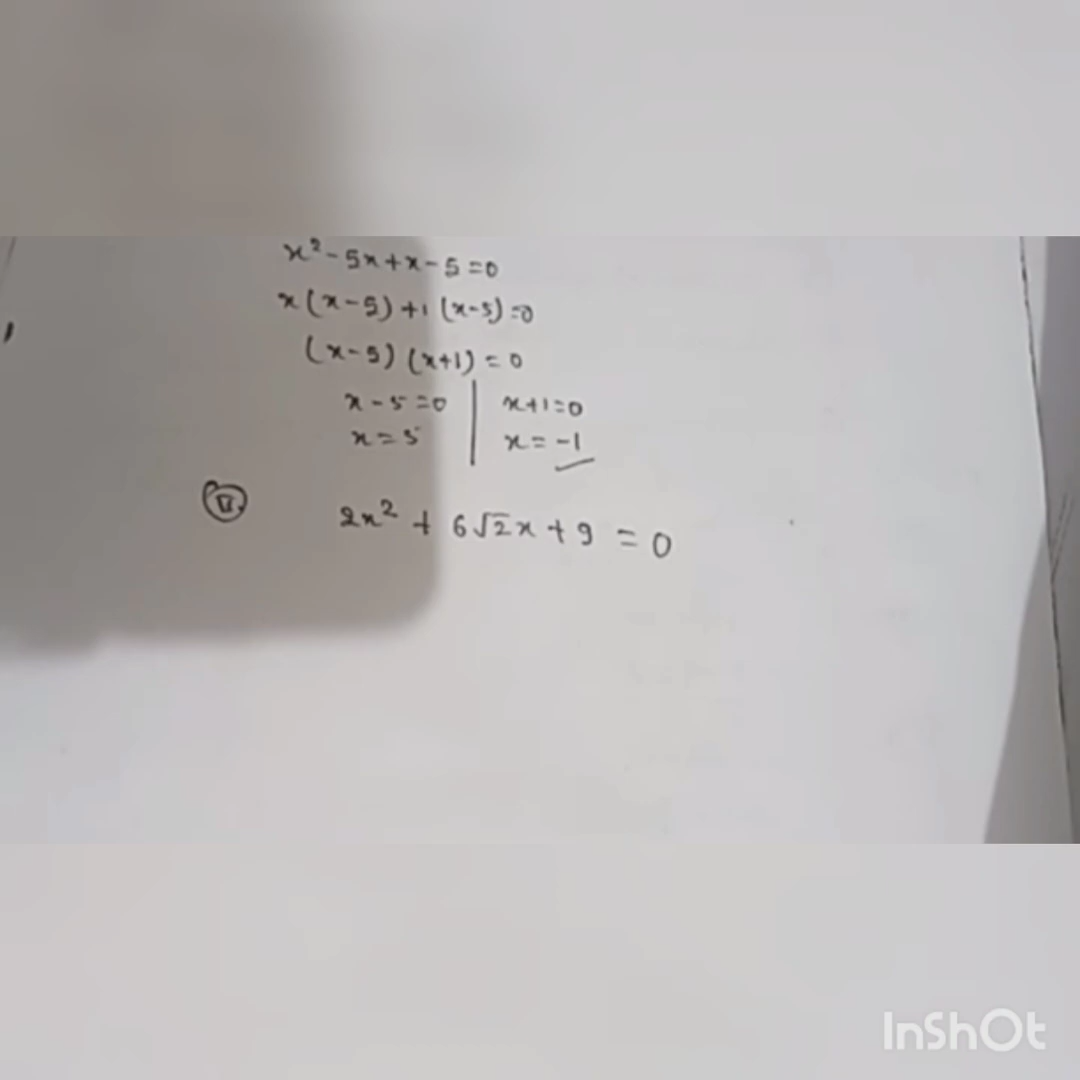 x²-5x+x-5=0
x(x-5)+1(x-5)=0
(x-5)(x+1)=0
x-5=0 | x+1=0
x=5 | x=-1
2x²+6√2x+9=0
InShOt